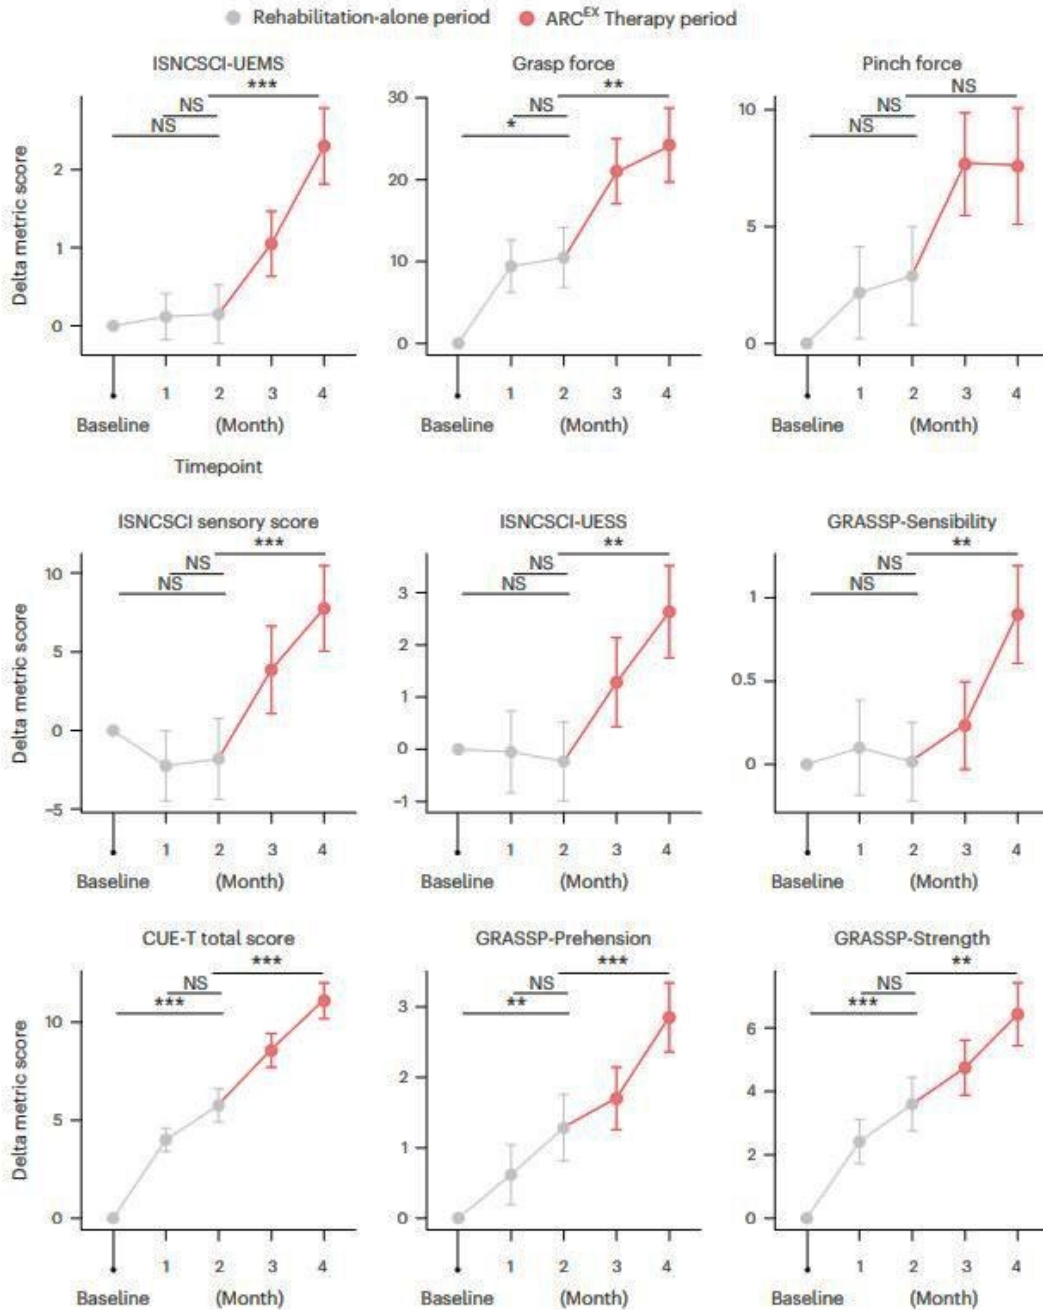 Rehabilitation-alone period ARC^EX Therapy period
ISNCSCI-UEMS Grasp force Pinch force
*** ** NS
NS NS NS
NS * NS
Delta metric score
2 30 10
1 20 5
0 10 0
0
1 2 3 4 1 2 3 4 1 2 3 4
Baseline (Month) Baseline (Month) Baseline (Month)
Timepoint
ISNCSCI sensory score ISNCSCI-UESS GRASSP-Sensibility
*** ** **
NS NS NS
NS NS NS
Delta metric score
10 3 1
5 2 0.5
0 1 0
–5 0
–1
1 2 3 4 1 2 3 4 1 2 3 4
Baseline (Month) Baseline (Month) Baseline (Month)
CUE-T total score GRASSP-Prehension GRASSP-Strength
*** *** **
NS NS NS
*** ** ***
Delta metric score
10 3 6
5 2 4
0 1 2
0 0
1 2 3 4 1 2 3 4 1 2 3 4
Baseline (Month) Baseline (Month) Baseline (Month)